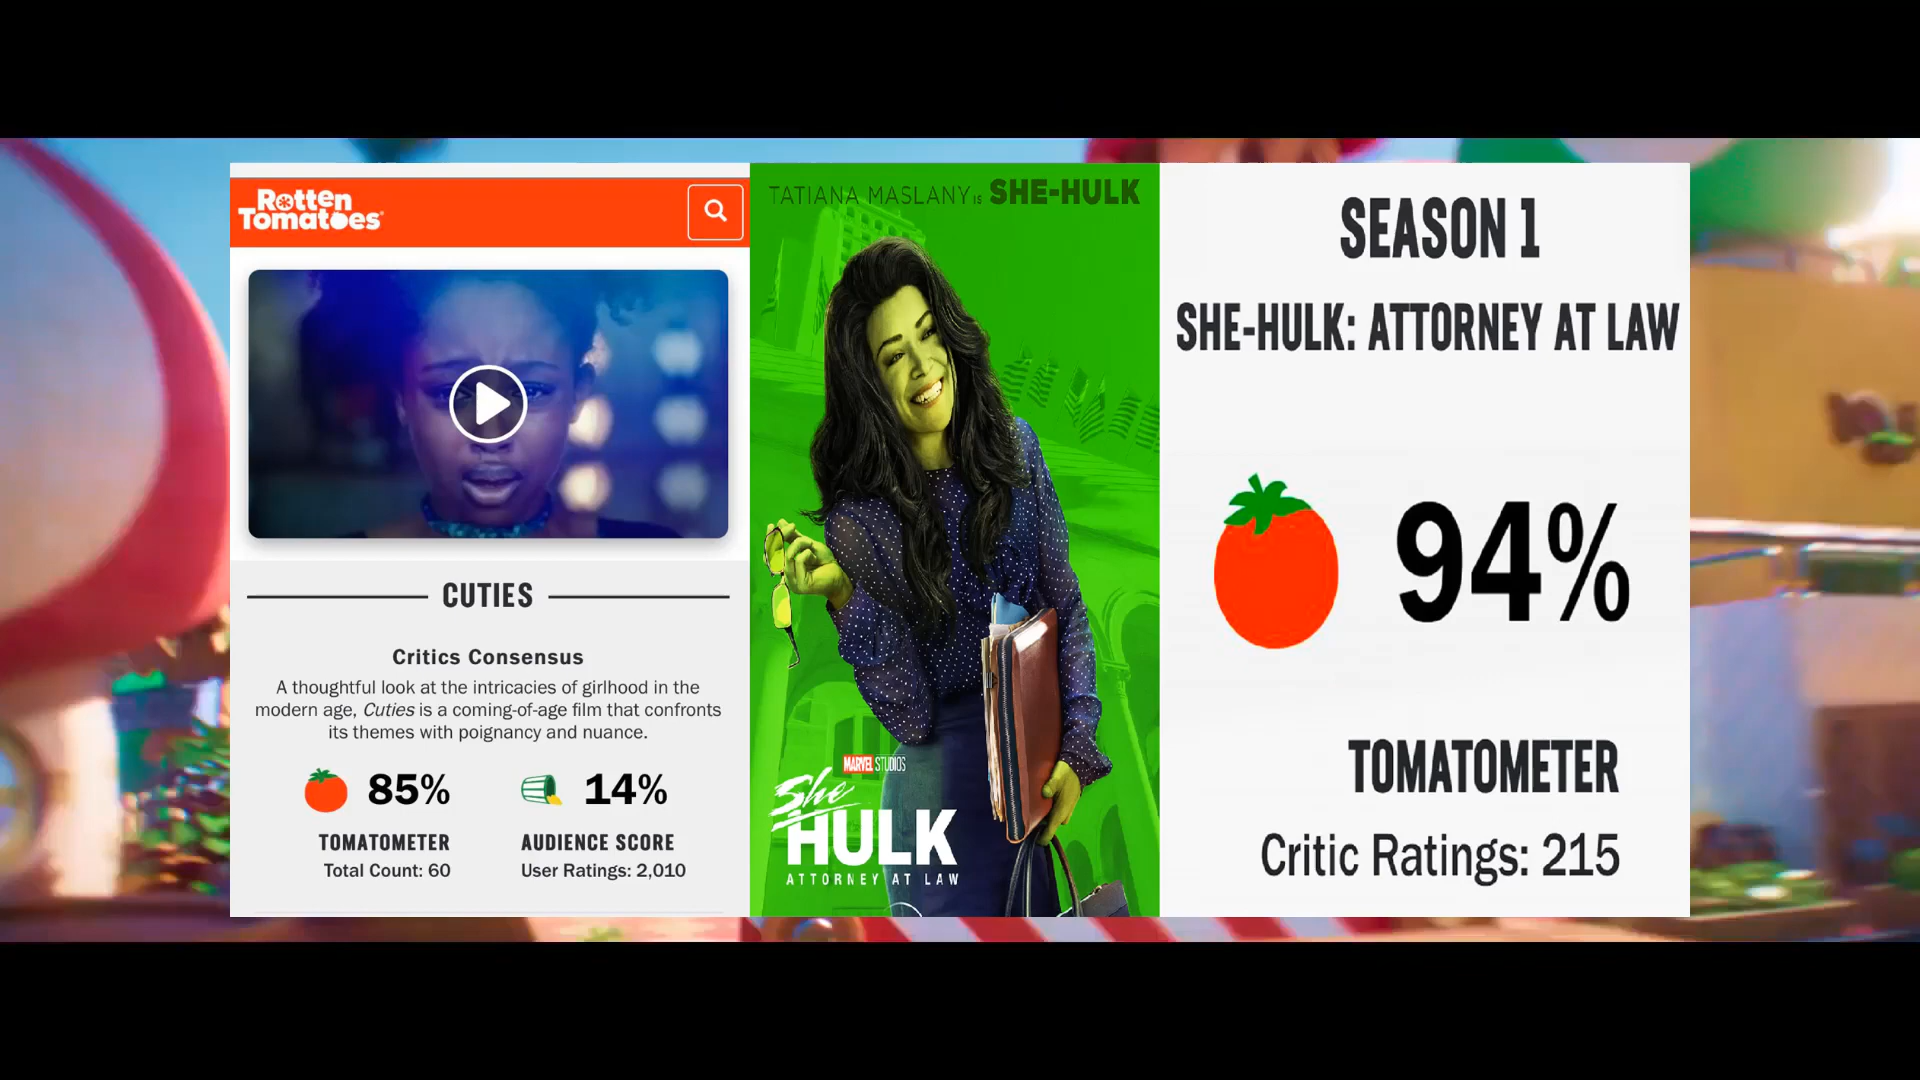 Rotten
Tomatoes
CUTIES
Critics Consensus
A thoughtful look at the intricacies of girlhood in the
modern age, Cuties is a coming-of-age film that confronts
its themes with poignancy and nuance.
85%
14%
TOMATOMETER
AUDIENCE SCORE
Total Count: 60
User Ratings: 2,010
TATIANA MASLANY is SHE-HULK
MARVEL STUDIOS
She
HULK
ATTORNEY AT LAW
SEASON 1
SHE-HULK: ATTORNEY AT LAW
94%
TOMATOMETER
Critic Ratings: 215